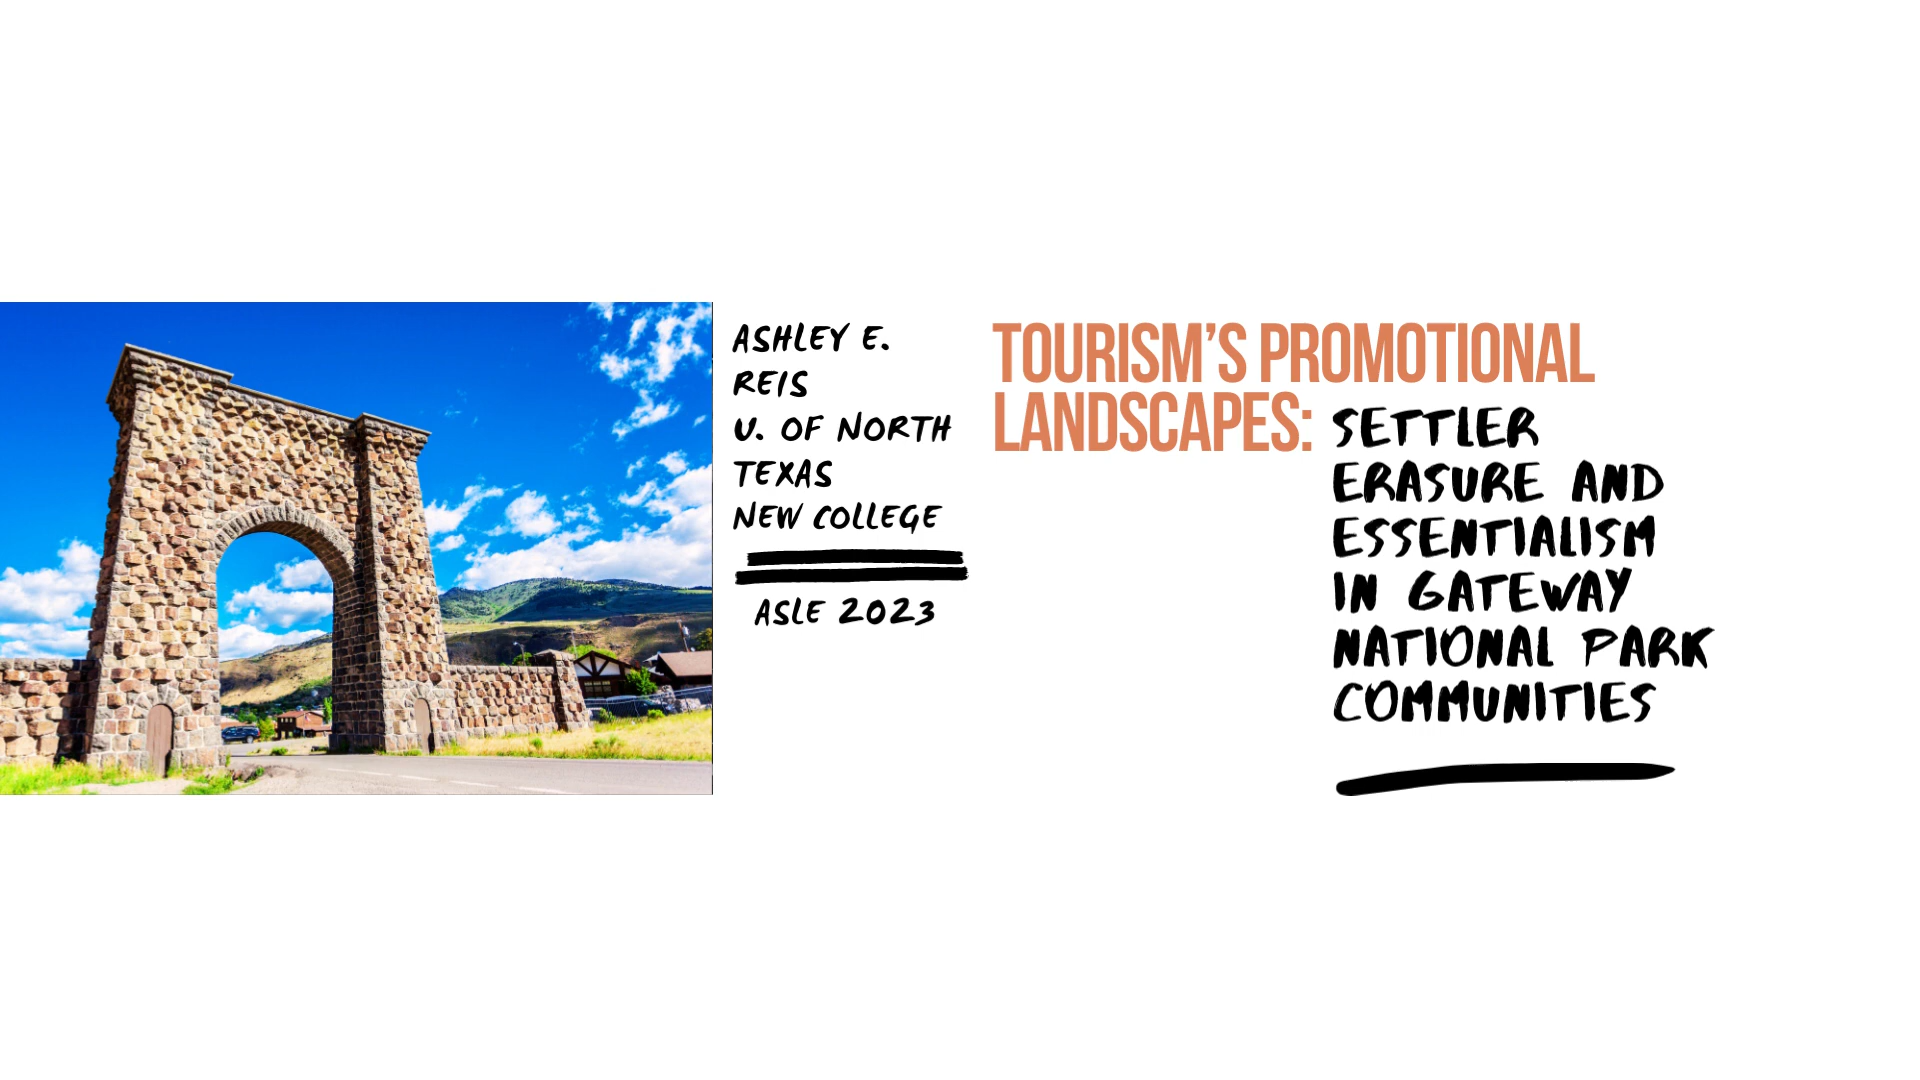 ASHLEY E.
REIS
U. OF NORTH
TEXAS
NEW COLLEGE
ASLE 2023
TOURISM'S PROMOTIONAL
LANDSCAPES:
SETTLER
ERASURE AND
ESSENTIALISM
IN GATEWAY
NATIONAL PARK
COMMUNITIES